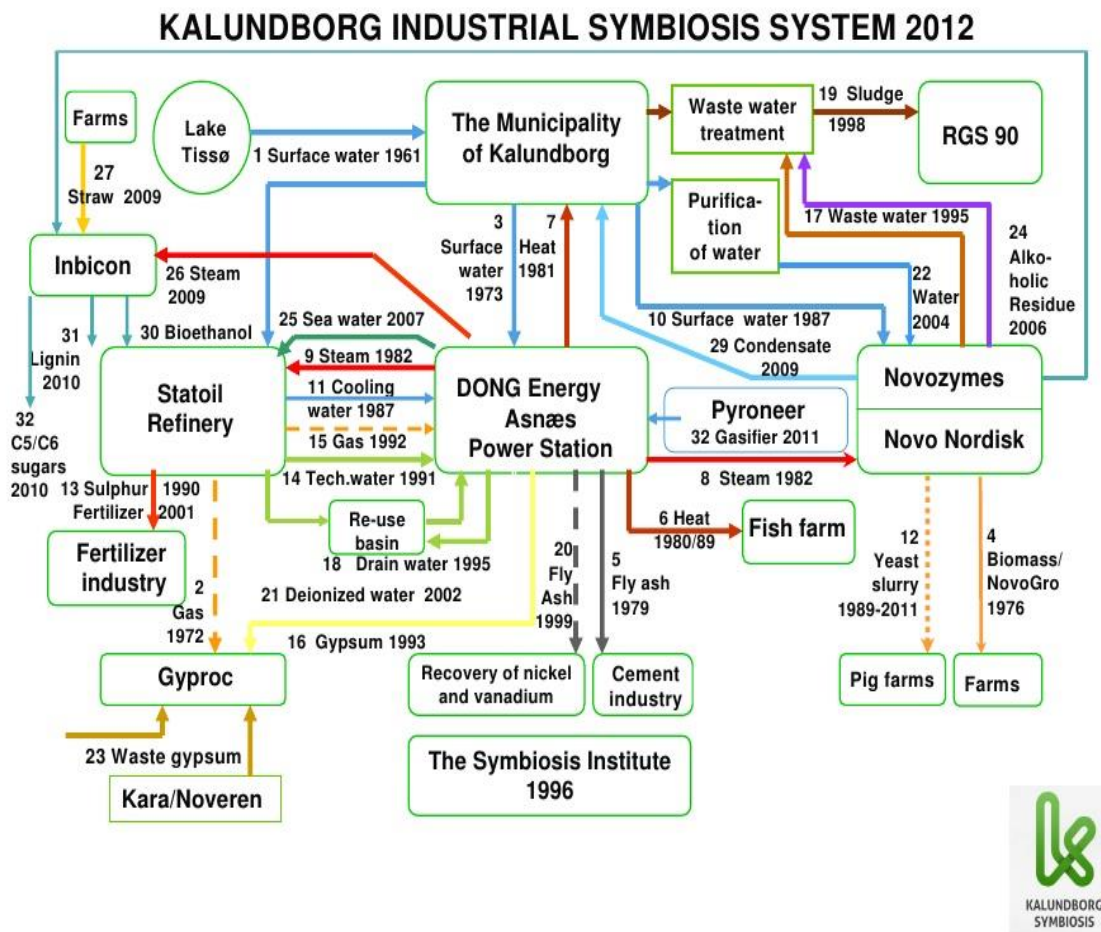 KALUNDBORG INDUSTRIAL SYMBIOSIS SYSTEM 2012
Farms
Lake
Tissø
1 Surface water 1961
The Municipality
of Kalundborg
Waste water
treatment
19 Sludge
1998
RGS 90
27
Straw 2009
Purifica-
tion
of water
17 Waste water 1995
Inbicon
26 Steam
2009
3
Surface
water
1973
7
Heat
1981
22
Water
2004
24
Alko-
holic
Residue
2006
31
Lignin
2010
30 Bioethanol
25 Sea water 2007
10 Surface water 1987
29 Condensate
2009
9 Steam 1982
11 Cooling
water 1987
15 Gas 1992
14 Tech.water 1991
Statoil
Refinery
DONG Energy
Asnæs
Power Station
Pyroneer
32 Gasifier 2011
Novozymes
Novo Nordisk
32
C5/C6
sugars
2010
8 Steam 1982
13 Sulphur 1990
Fertilizer 2001
Fertilizer
industry
Re-use
basin
18 Drain water 1995
6 Heat
1980/89
Fish farm
2
Gas
1972
21 Deionized water 2002
16 Gypsum 1993
20
Fly
Ash
1999
5
Fly ash
1979
12
Yeast
slurry
1989-2011
4
Biomass/
NovoGro
1976
Gyproc
Recovery of nickel
and vanadium
Cement
industry
Pig farms
Farms
23 Waste gypsum
Kara/Noveren
The Symbiosis Institute
1996
KALUNDBORG
SYMBIOSIS